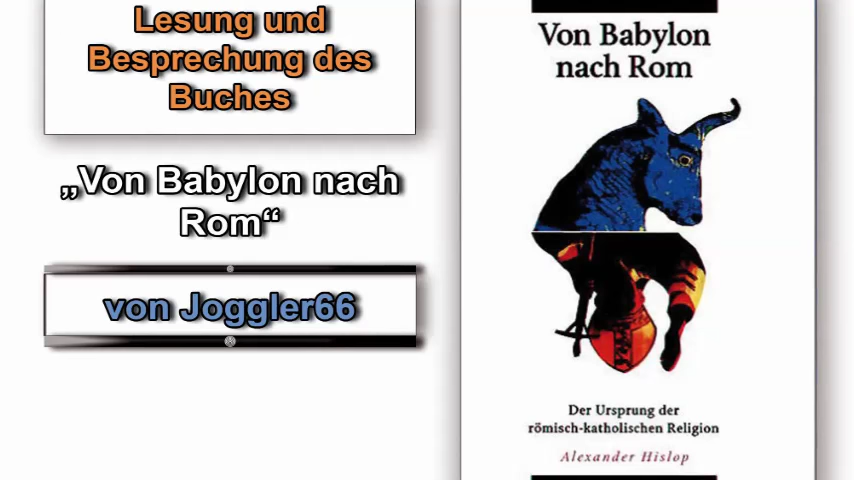 Lesung und
Besprechung des
Buches
„Von Babylon nach
Rom“
von Joggler66
Von Babylon
nach Rom
Der Ursprung der
römisch-katholischen Religion
Alexander Hislop